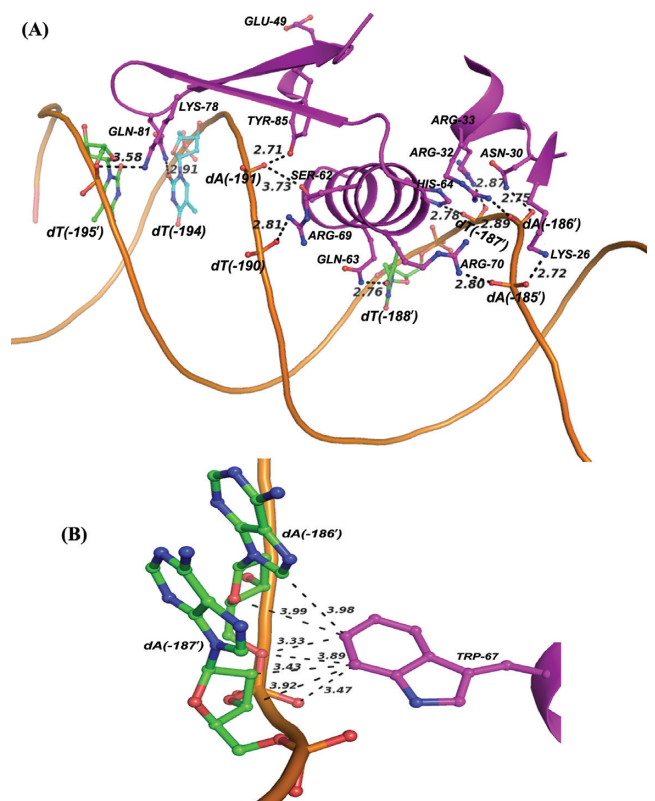 (A)
GLU-49
LYS-78
GLN-81
TYR-85
ARG-33
ARG-32
ASN-30
3.58
2.91
2.71
dA(-191)
3.73
SER-62
HIS-64
2.87
2.75
dA(-186′)
2.78
2.89
dT(-187′)
dT(-195′)
dT(-194)
2.81
ARG-69
dT(-190)
GLN-63
ARG-70
LYS-26
2.72
2.80
dA(-185′)
2.76
dT(-188′)
(B)
dA(-186′)
dA(-187′)
3.98
3.99
3.33
3.89
3.43
3.92
3.47
TRP-67